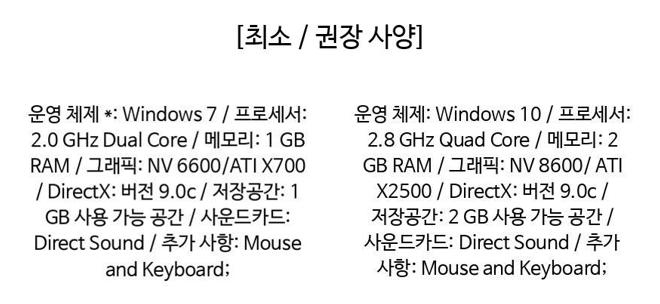 [최소 / 권장 사양]
운영 체제 *: Windows 7 / 프로세서:
2.0 GHz Dual Core / 메모리: 1 GB
RAM / 그래픽: NV 6600/ATI X700
/ DirectX: 버전 9.0c / 저장공간: 1
GB 사용 가능 공간 / 사운드카드:
Direct Sound / 추가 사항: Mouse
and Keyboard;
운영 체제: Windows 10 / 프로세서:
2.8 GHz Quad Core / 메모리: 2
GB RAM / 그래픽: NV 8600/ ATI
X2500 / DirectX: 버전 9.0c /
저장공간: 2 GB 사용 가능 공간 /
사운드카드: Direct Sound / 추가
사항: Mouse and Keyboard;